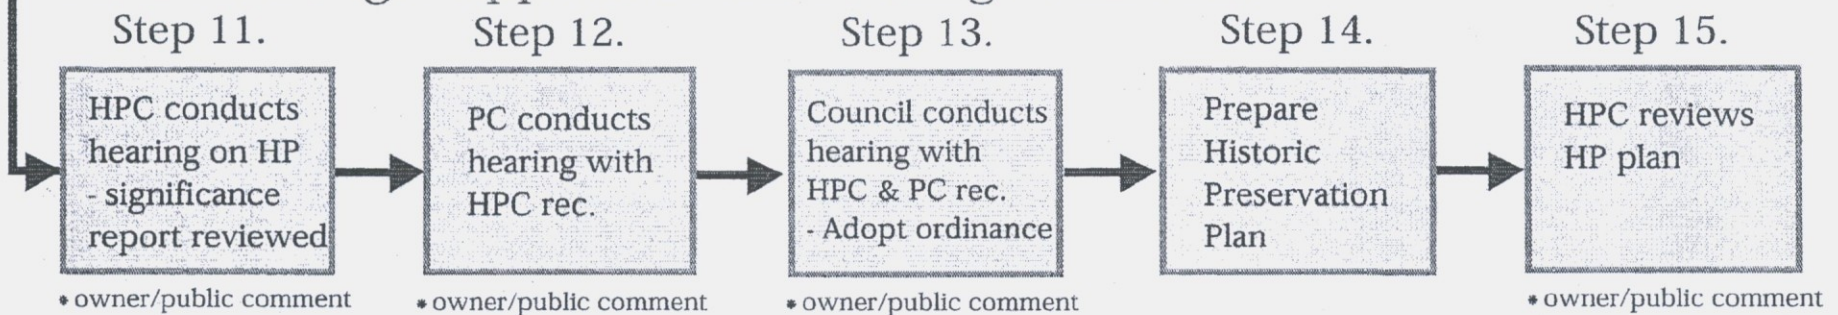 Step 11.
HPC conducts
hearing on HP
- significance
report reviewed
* owner/public comment
Step 12.
PC conducts
hearing with
HPC rec.
* owner/public comment
Step 13.
Council conducts
hearing with
HPC & PC rec.
- Adopt ordinance
* owner/public comment
Step 14.
Prepare
Historic
Preservation
Plan
Step 15.
HPC reviews
HP plan
* owner/public comment